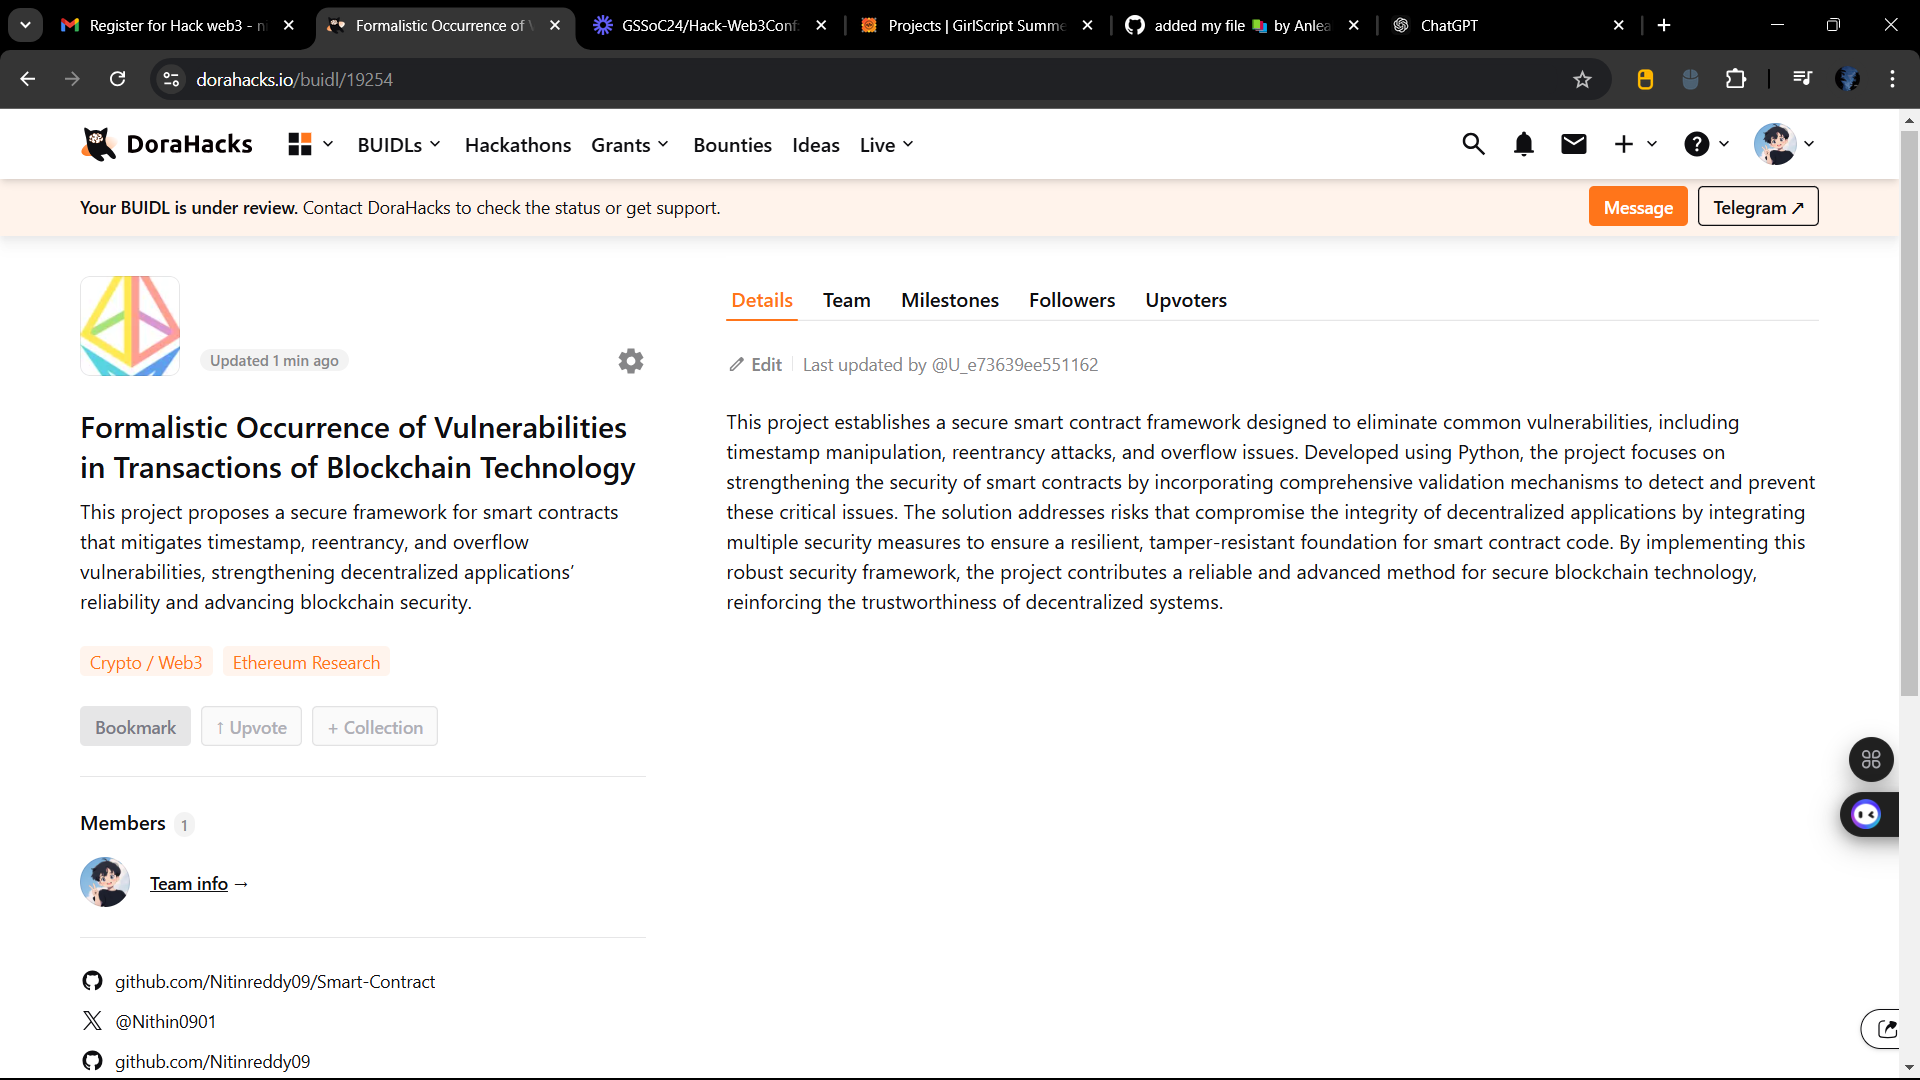 Register for Hack web3 - ni
Formalistic Occurrence of V
GSSoC24/Hack-Web3Conf
Projects | GirlScript Summe
added my file by Anlea
ChatGPT
dorahacks.io/buidl/19254
DoraHacks
BUIDLs
Hackathons
Grants
Bounties
Ideas
Live
Your BUIDL is under review. Contact DoraHacks to check the status or get support.
Message
Telegram ↗
Updated 1 min ago
Formalistic Occurrence of Vulnerabilities
in Transactions of Blockchain Technology
This project proposes a secure framework for smart contracts
that mitigates timestamp, reentrancy, and overflow
vulnerabilities, strengthening decentralized applications’
reliability and advancing blockchain security.
Crypto / Web3
Ethereum Research
Bookmark
↑ Upvote
+ Collection
Members 1
Team info →
github.com/Nitinreddy09/Smart-Contract
@Nithin0901
github.com/Nitinreddy09
Details
Team
Milestones
Followers
Upvoters
Edit
Last updated by @U_e73639ee551162
This project establishes a secure smart contract framework designed to eliminate common vulnerabilities, including
timestamp manipulation, reentrancy attacks, and overflow issues. Developed using Python, the project focuses on
strengthening the security of smart contracts by incorporating comprehensive validation mechanisms to detect and prevent
these critical issues. The solution addresses risks that compromise the integrity of decentralized applications by integrating
multiple security measures to ensure a resilient, tamper-resistant foundation for smart contract code. By implementing this
robust security framework, the project contributes a reliable and advanced method for secure blockchain technology,
reinforcing the trustworthiness of decentralized systems.